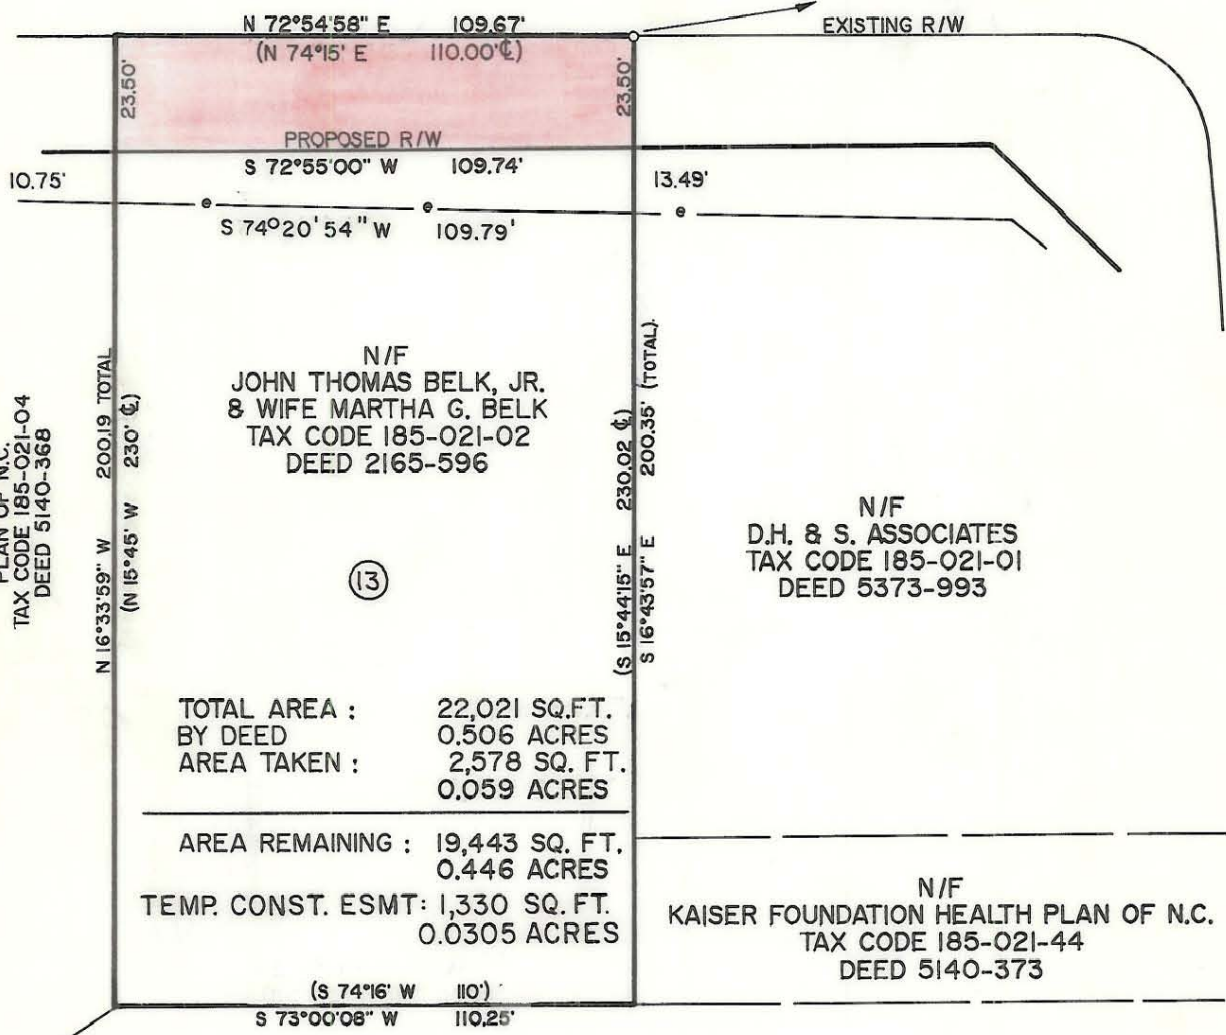 N 72°54'58" E 109.67'
EXISTING R/W
(N 74°15' E 110.00'℄)
23.50'
23.50'
PROPOSED R/W
S 72°55'00" W 109.74'
10.75'
13.49'
e e e
S 74°20'54" W 109.79'
N/F
JOHN THOMAS BELK, JR.
& WIFE MARTHA G. BELK
TAX CODE 185-021-02
DEED 2165-596
PLAN OF N.C.
TAX CODE 185-021-04
DEED 5140-368
N 16°33'59" W 200.19 TOTAL
(N 15°45' W 230' ℄)
(S 15°44'15" E 230.02 ℄)
S 16°43'57" E 200.35' (TOTAL).
N/F
D.H. & S. ASSOCIATES
TAX CODE 185-021-01
DEED 5373-993
13
TOTAL AREA : 22,021 SQ.FT.
BY DEED 0.506 ACRES
AREA TAKEN : 2,578 SQ. FT.
0.059 ACRES
AREA REMAINING : 19,443 SQ. FT.
0.446 ACRES
TEMP. CONST. ESMT: 1,330 SQ. FT.
0.0305 ACRES
N/F
KAISER FOUNDATION HEALTH PLAN OF N.C.
TAX CODE 185-021-44
DEED 5140-373
(S 74°16' W 110')
S 73°00'08" W 110.25'